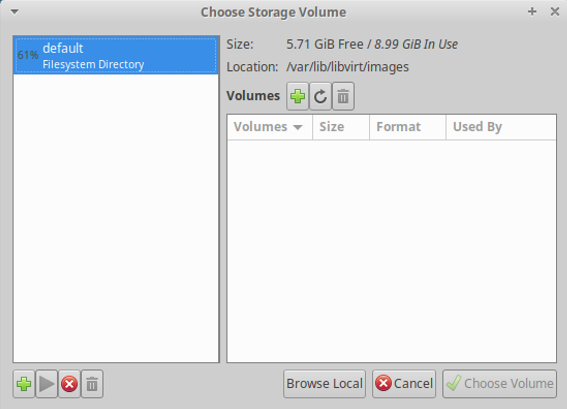 Choose Storage Volume
61%
default
Filesystem Directory
Size: 5.71 GiB Free / 8.99 GiB In Use
Location: /var/lib/libvirt/images
Volumes
Volumes Size Format Used By
Browse Local Cancel Choose Volume